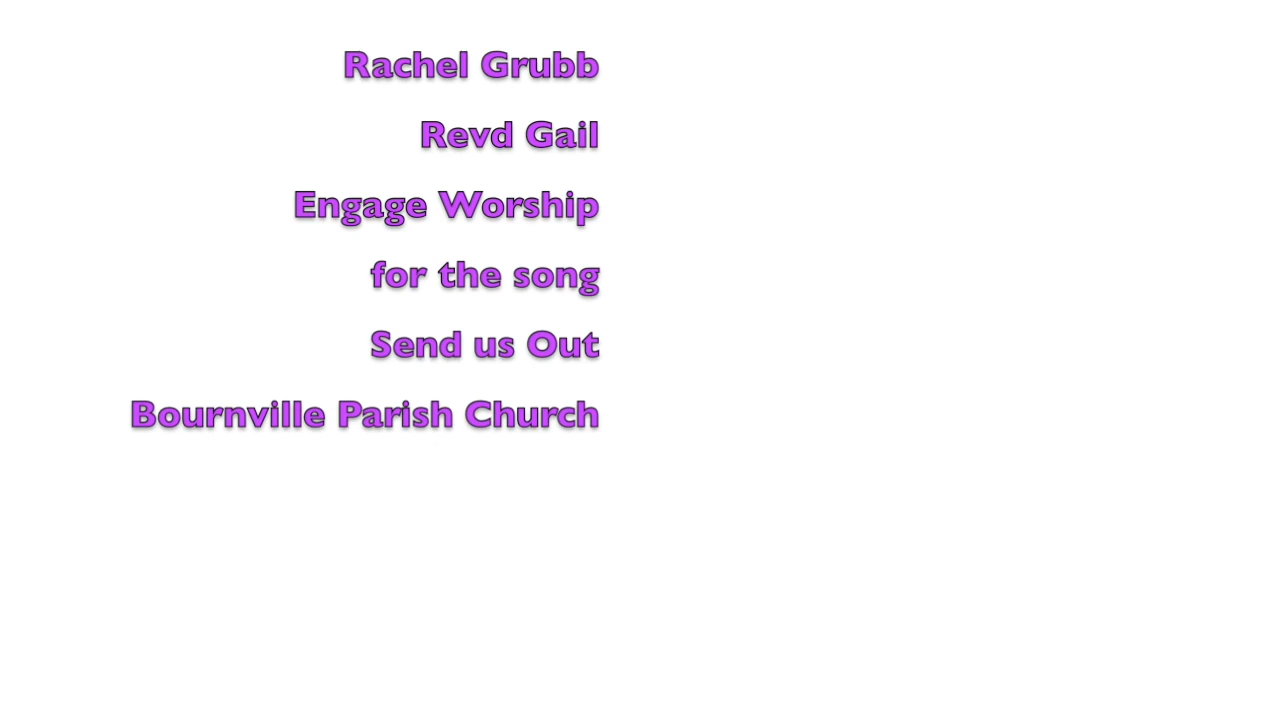 Rachel Grubb
Revd Gail
Engage Worship
for the song
Send us Out
Bournville Parish Church